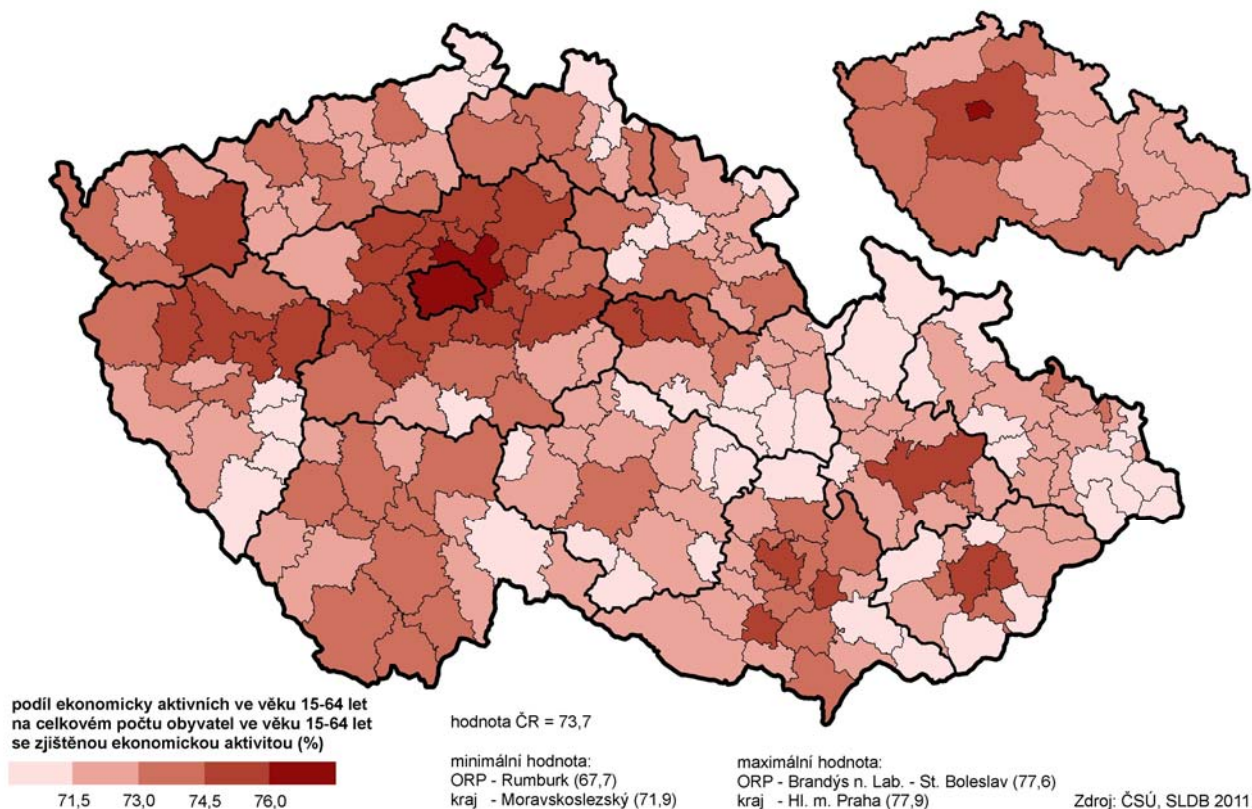 podíl ekonomicky aktivních ve věku 15-64 let
na celkovém počtu obyvatel ve věku 15-64 let
se zjištěnou ekonomickou aktivitou (%)
71,5 73,0 74,5 76,0
hodnota ČR = 73,7
minimální hodnota:
ORP - Rumburk (67,7)
kraj - Moravskoslezský (71,9)
maximální hodnota:
ORP - Brandýs n. Lab. - St. Boleslav (77,6)
kraj - Hl. m. Praha (77,9)
Zdroj: ČSÚ, SLDB 2011